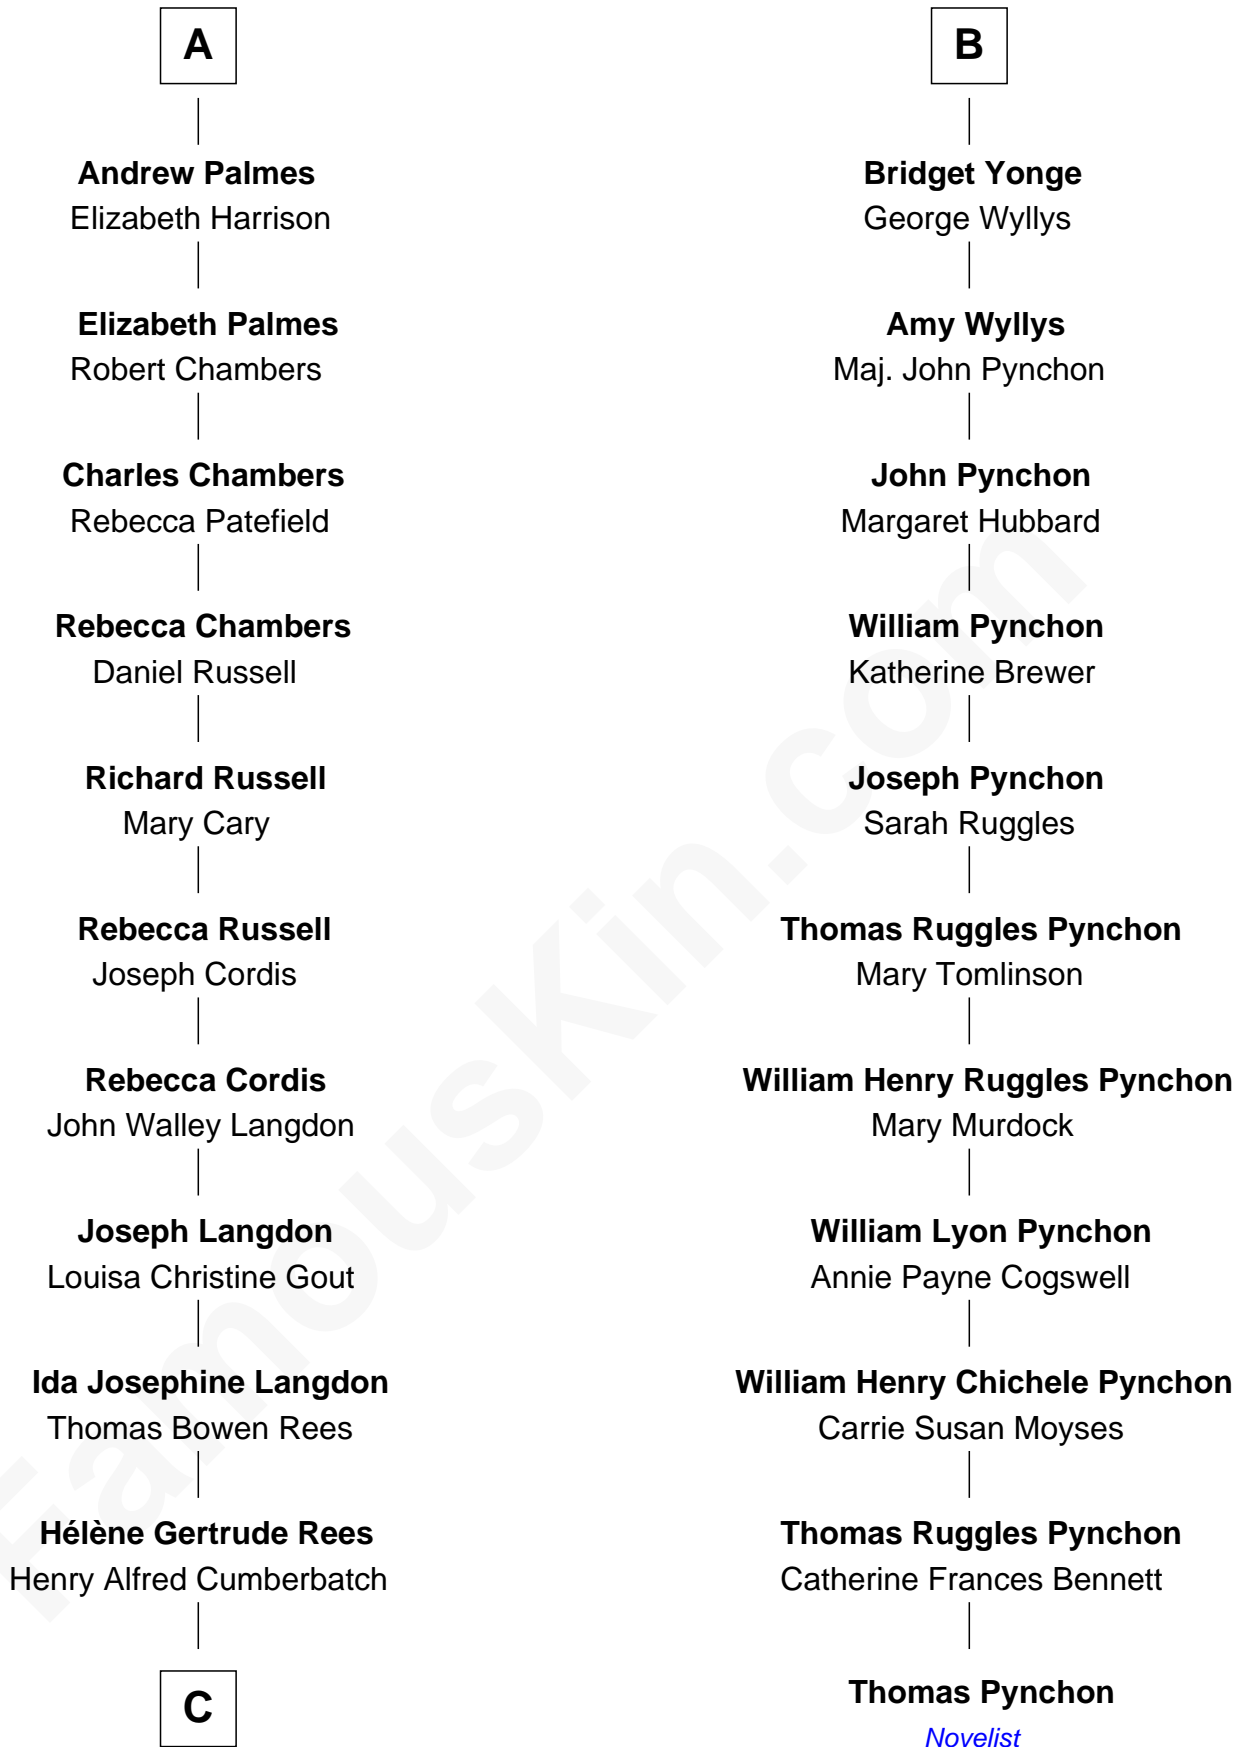 A
Andrew Palmes
Elizabeth Harrison
Elizabeth Palmes
Robert Chambers
Charles Chambers
Rebecca Patefield
Rebecca Chambers
Daniel Russell
Richard Russell
Mary Cary
Rebecca Russell
Joseph Cordis
Rebecca Cordis
John Walley Langdon
Joseph Langdon
Louisa Christine Gout
Ida Josephine Langdon
Thomas Bowen Rees
Hélène Gertrude Rees
Henry Alfred Cumberbatch
C
B
Bridget Yonge
George Wyllys
Amy Wyllys
Maj. John Pynchon
John Pynchon
Margaret Hubbard
William Pynchon
Katherine Brewer
Joseph Pynchon
Sarah Ruggles
Thomas Ruggles Pynchon
Mary Tomlinson
William Henry Ruggles Pynchon
Mary Murdock
William Lyon Pynchon
Annie Payne Cogswell
William Henry Chichele Pynchon
Carrie Susan Moyses
Thomas Ruggles Pynchon
Catherine Frances Bennett
Thomas Pynchon
Novelist
FamousKin.com